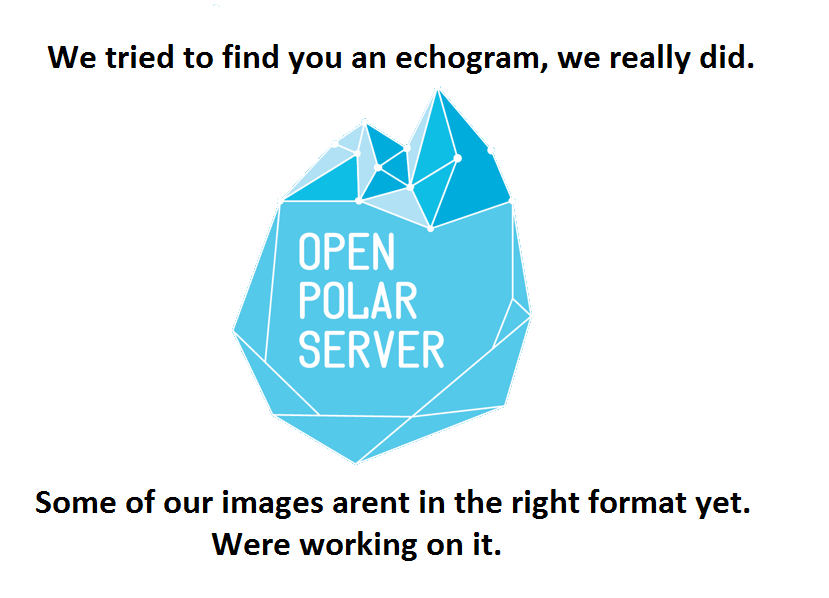 We tried to find you an echogram, we really did.
OPEN
POLAR
SERVER
Some of our images arent in the right format yet.
Were working on it.